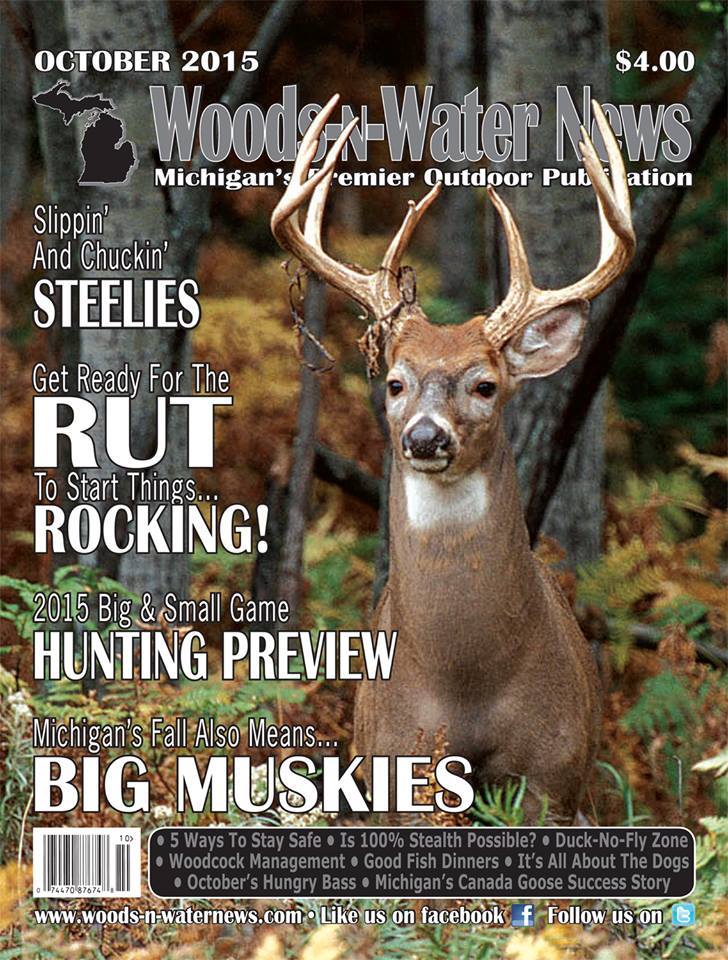 OCTOBER 2015
$4.00
Woods-n-Water News
Michigan's Premier Outdoor Publication
Slippin'
And Chuckin'
STEELIES
Get Ready For The
RUT
To Start Things...
ROCKING!
2015 Big & Small Game
HUNTING PREVIEW
Michigan's Fall Also Means...
BIG MUSKIES
• 5 Ways To Stay Safe • Is 100% Stealth Possible? • Duck-No-Fly Zone
• Woodcock Management • Good Fish Dinners • It's All About The Dogs
• October's Hungry Bass • Michigan's Canada Goose Success Story
10>
0 74470 87674 8
www.woods-n-waternews.com • Like us on facebook f Follow us on